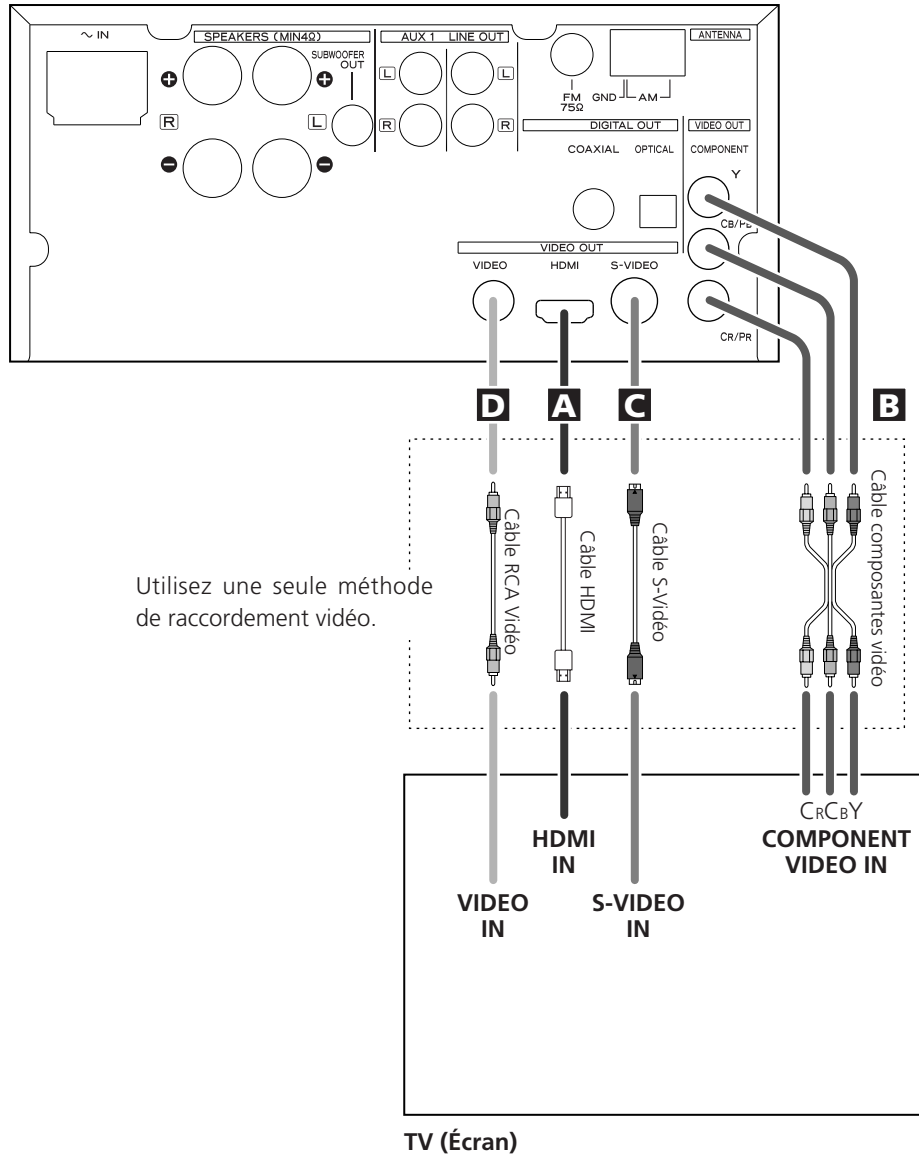 ∼ IN
SPEAKERS (MIN4Ω)
SUBWOOFER
OUT
AUX 1 LINE OUT
ANTENNA
L
L
FM
75Ω
GND AM
R
L
R
R
DIGITAL OUT
VIDEO OUT
COAXIAL OPTICAL
COMPONENT
Y
CB/PB
VIDEO OUT
VIDEO HDMI S-VIDEO
CR/PR
D A C B
Câble RCA Vidéo
Câble HDMI
Câble S-Vidéo
Câble composantes vidéo
Utilisez une seule méthode
de raccordement vidéo.
CRCBY
HDMI
IN
COMPONENT
VIDEO IN
VIDEO
IN
S-VIDEO
IN
TV (Écran)